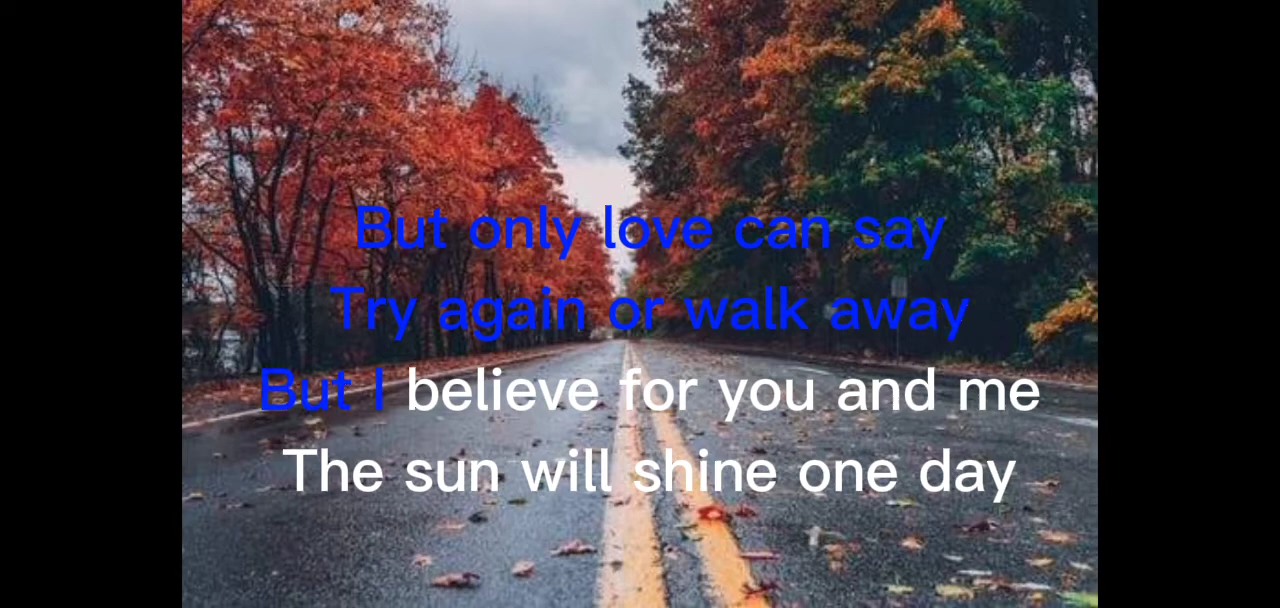 But only love can say
Try again or walk away
But I believe for you and me
The sun will shine one day